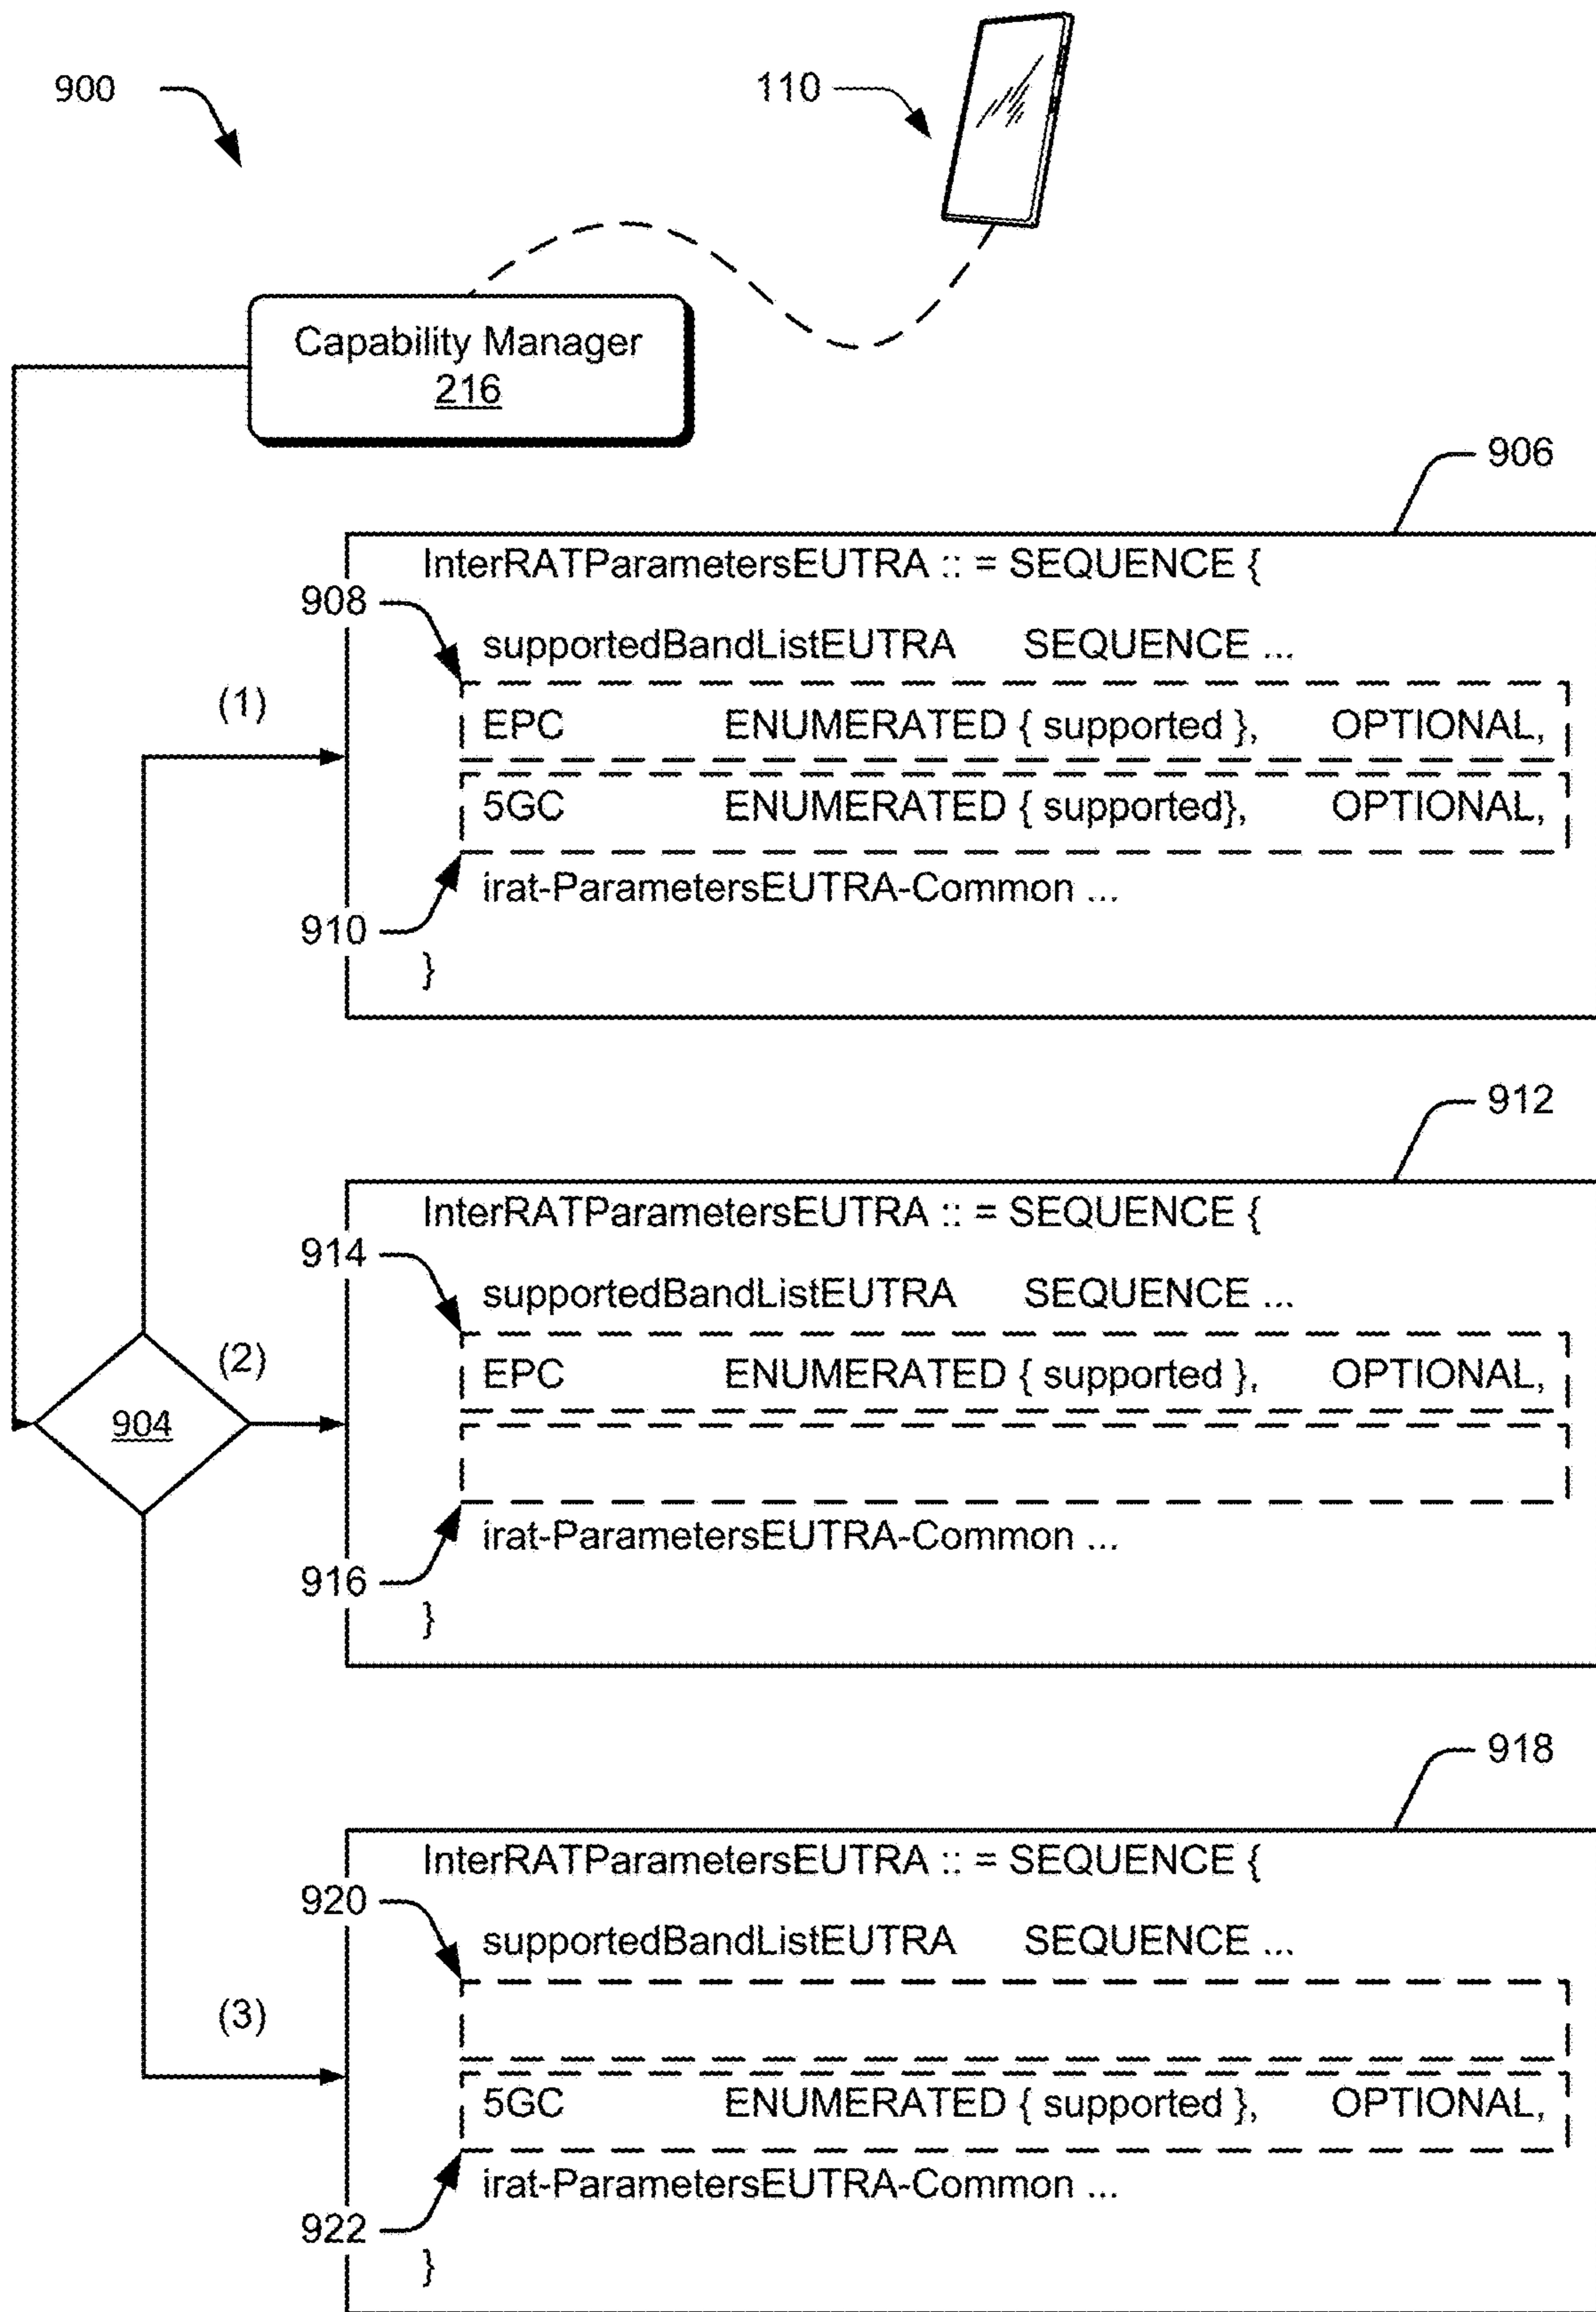 900
110
Capability Manager
216
906
InterRATParametersEUTRA :: = SEQUENCE {
908
supportedBandListEUTRA SEQUENCE ...
(1)
EPC ENUMERATED { supported }, OPTIONAL,
5GC ENUMERATED { supported}, OPTIONAL,
irat-ParametersEUTRA-Common ...
910
}
912
InterRATParametersEUTRA :: = SEQUENCE {
914
supportedBandListEUTRA SEQUENCE ...
(2)
EPC ENUMERATED { supported }, OPTIONAL,
904
irat-ParametersEUTRA-Common ...
916
}
918
InterRATParametersEUTRA :: = SEQUENCE {
920
supportedBandListEUTRA SEQUENCE ...
(3)
5GC ENUMERATED { supported }, OPTIONAL,
irat-ParametersEUTRA-Common ...
922
}